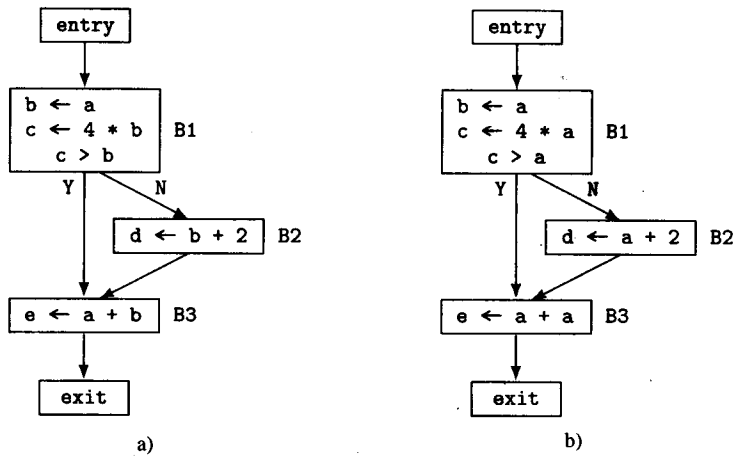 entry
b ← a
c ← 4 * b
c > b
B1
Y
N
d ← b + 2
B2
e ← a + b
B3
exit
a)
entry
b ← a
c ← 4 * a
c > a
B1
Y
N
d ← a + 2
B2
e ← a + a
B3
exit
b)